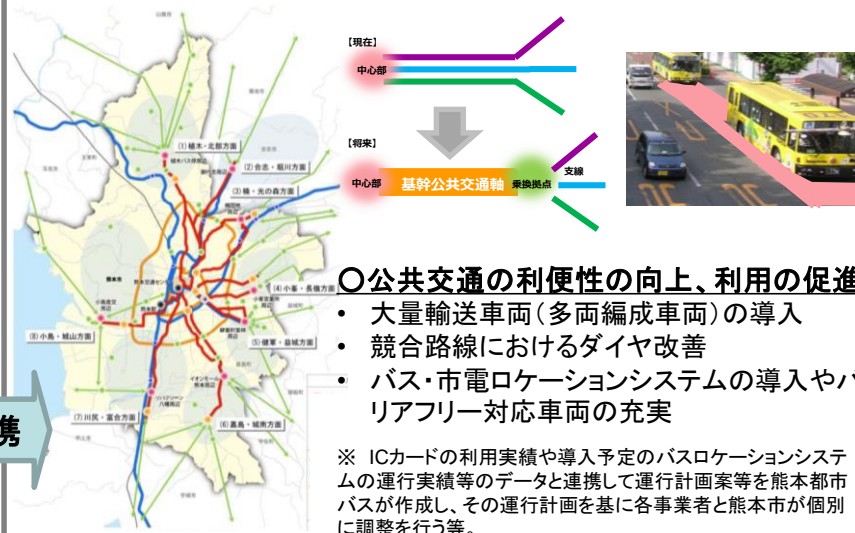 【現在】
中心部
【将来】
中心部
基幹公共交通軸
乗換拠点
支線
(1)植木・北部方面
(2)合志・堀川方面
(3)楠・光の森方面
(4)小峯・長嶺方面
(5)健軍・益城方面
(6)嘉島・城南方面
(7)川尻・富合方面
(8)小島・城山方面
携
〇公共交通の利便性の向上、利用の促進
• 大量輸送車両(多両編成車両)の導入
• 競合路線におけるダイヤ改善
• バス・市電ロケーションシステムの導入やバ
リアフリー対応車両の充実
※ ICカードの利用実績や導入予定のバスロケーションシステ
ムの運行実績等のデータと連携して運行計画案等を熊本都市
バスが作成し、その運行計画を基に各事業者と熊本市が個別
に調整を行う等。